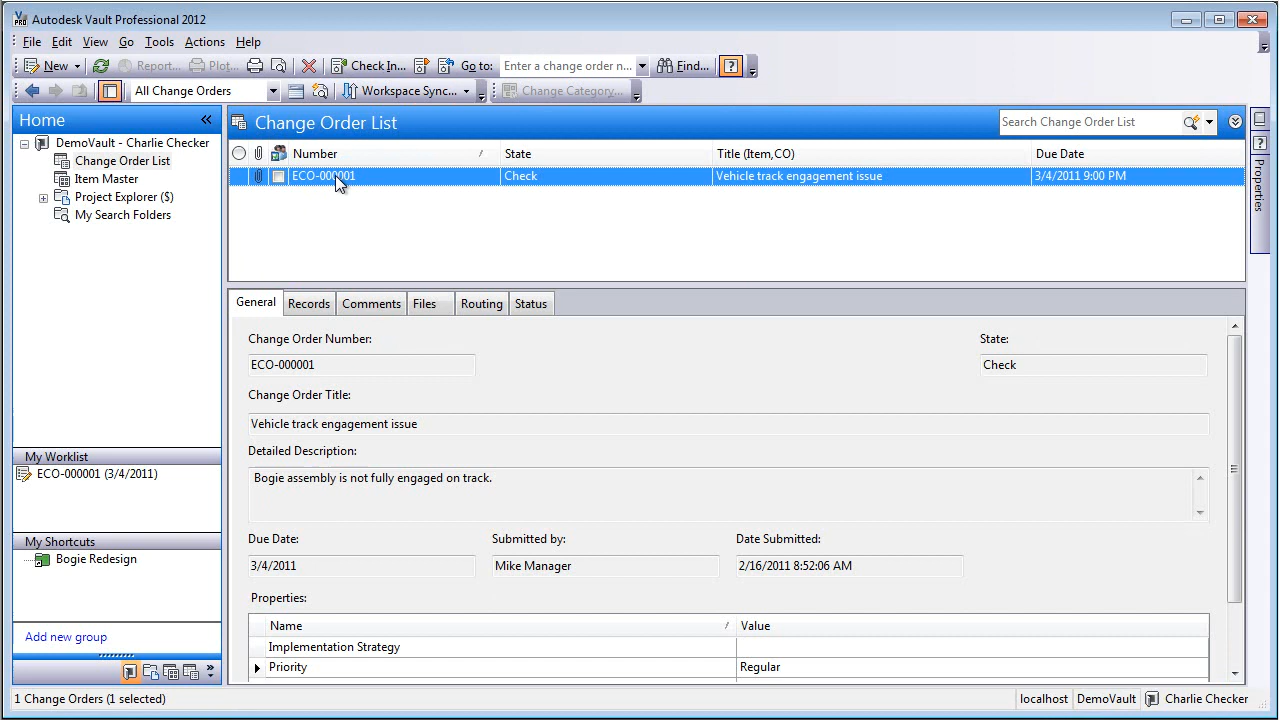 Autodesk Vault Professional 2012
File Edit View Go Tools Actions Help
New Report... Plot... Check In... Go to: Enter a change order n... Find...
All Change Orders Workspace Sync... Change Category...
Home
DemoVault - Charlie Checker
Change Order List
Item Master
Project Explorer ($)
My Search Folders
My Worklist
ECO-000001 (3/4/2011)
My Shortcuts
Bogie Redesign
Add new group
Change Order List
Search Change Order List
Number State Title (Item,CO) Due Date
ECO-000001 Check Vehicle track engagement issue 3/4/2011 9:00 PM
Properties
General Records Comments Files Routing Status
Change Order Number: State:
ECO-000001 Check
Change Order Title:
Vehicle track engagement issue
Detailed Description:
Bogie assembly is not fully engaged on track.
Due Date: Submitted by: Date Submitted:
3/4/2011 Mike Manager 2/16/2011 8:52:06 AM
Properties:
Name Value
Implementation Strategy
Priority Regular
1 Change Orders (1 selected) localhost DemoVault Charlie Checker